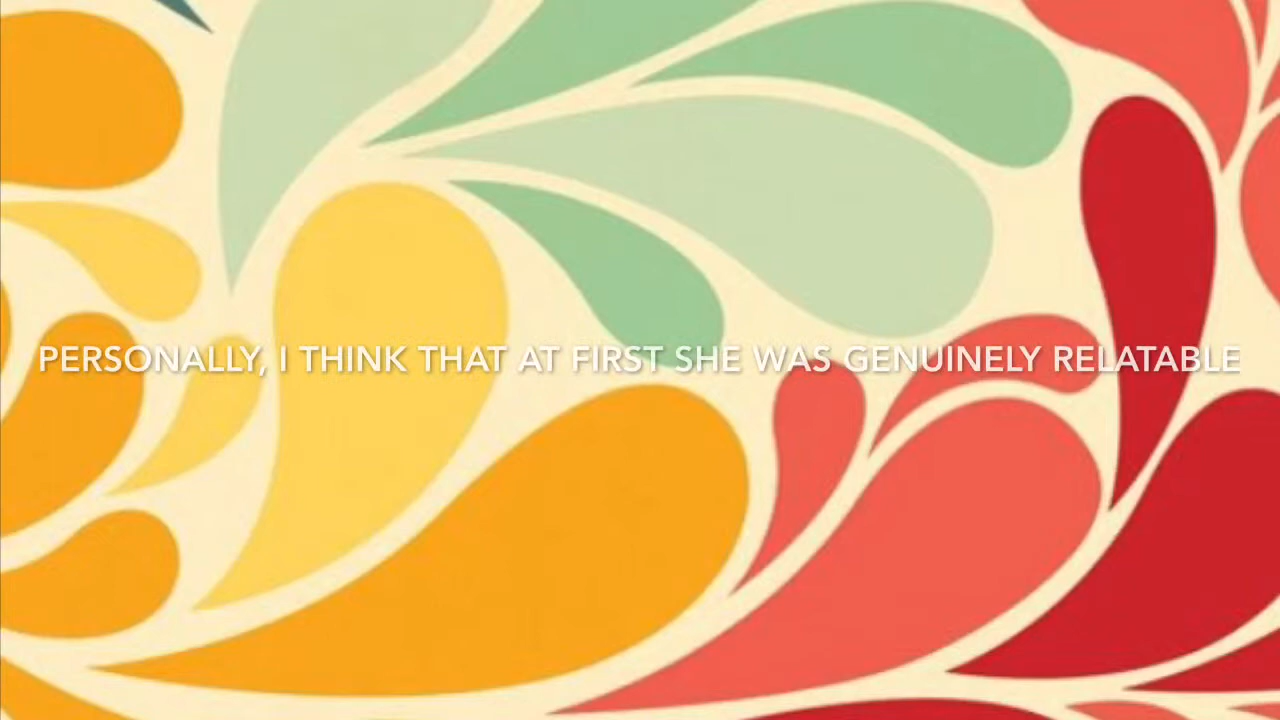 PERSONALLY, I THINK THAT AT FIRST SHE WAS GENUINELY RELATABLE